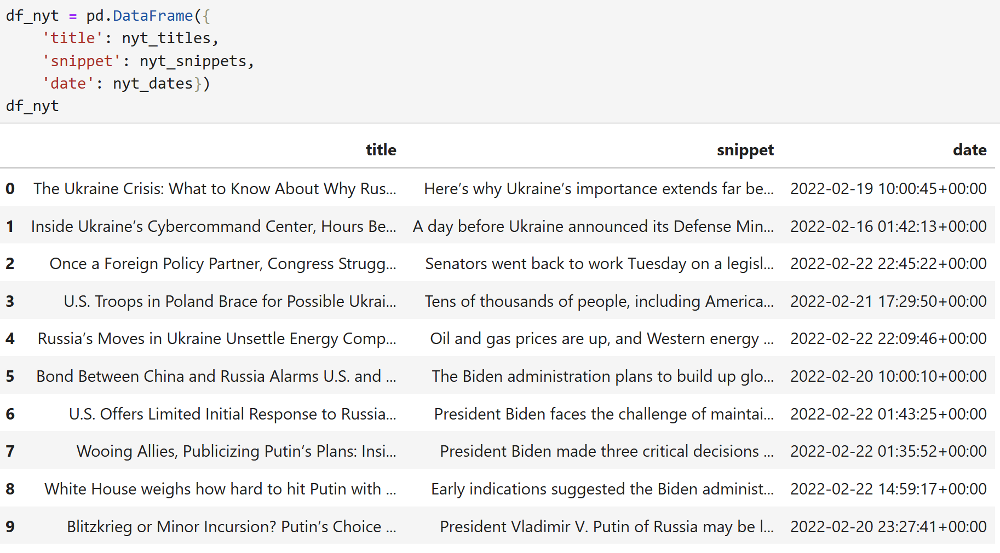 df_nyt = pd.DataFrame({
    'title': nyt_titles,
    'snippet': nyt_snippets,
    'date': nyt_dates})
df_nyt
title snippet date
0 The Ukraine Crisis: What to Know About Why Rus... Here’s why Ukraine’s importance extends far be... 2022-02-19 10:00:45+00:00
1 Inside Ukraine’s Cybercommand Center, Hours Be... A day before Ukraine announced its Defense Min... 2022-02-16 01:42:13+00:00
2 Once a Foreign Policy Partner, Congress Strugg... Senators went back to work Tuesday on a legisl... 2022-02-22 22:45:22+00:00
3 U.S. Troops in Poland Brace for Possible Ukrai... Tens of thousands of people, including America... 2022-02-21 17:29:50+00:00
4 Russia’s Moves in Ukraine Unsettle Energy Comp... Oil and gas prices are up, and Western energy ... 2022-02-22 22:09:46+00:00
5 Bond Between China and Russia Alarms U.S. and ... The Biden administration plans to build up glo... 2022-02-20 10:00:10+00:00
6 U.S. Offers Limited Initial Response to Russia... President Biden faces the challenge of maintai... 2022-02-22 01:43:25+00:00
7 Wooing Allies, Publicizing Putin’s Plans: Insi... President Biden made three critical decisions ... 2022-02-22 01:35:52+00:00
8 White House weighs how hard to hit Putin with ... Early indications suggested the Biden administ... 2022-02-22 14:59:17+00:00
9 Blitzkrieg or Minor Incursion? Putin’s Choice ... President Vladimir V. Putin of Russia may be l... 2022-02-20 23:27:41+00:00